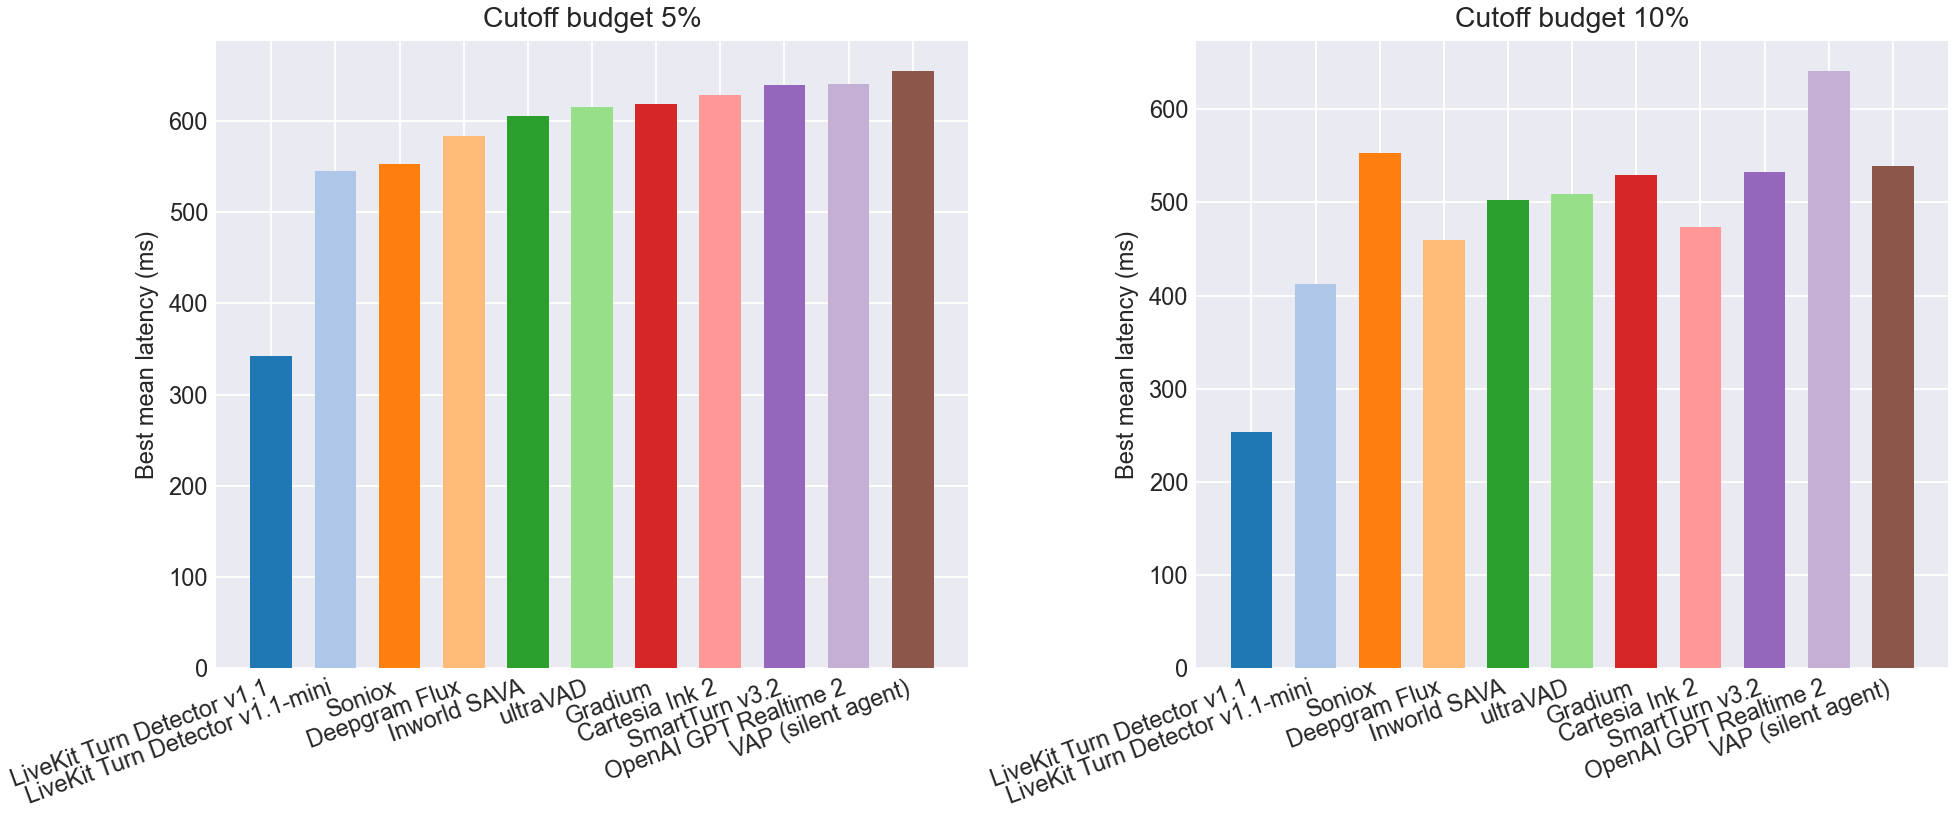 Cutoff budget 5%
Best mean latency (ms)
600
500
400
300
200
100
0
LiveKit Turn Detector v1.1
LiveKit Turn Detector v1.1-mini
Soniox
Deepgram Flux
Inworld SAVA
ultraVAD
Gradium
Cartesia Ink 2
SmartTurn v3.2
OpenAI GPT Realtime 2
VAP (silent agent)
Cutoff budget 10%
Best mean latency (ms)
600
500
400
300
200
100
0
LiveKit Turn Detector v1.1
LiveKit Turn Detector v1.1-mini
Soniox
Deepgram Flux
Inworld SAVA
ultraVAD
Gradium
Cartesia Ink 2
SmartTurn v3.2
OpenAI GPT Realtime 2
VAP (silent agent)